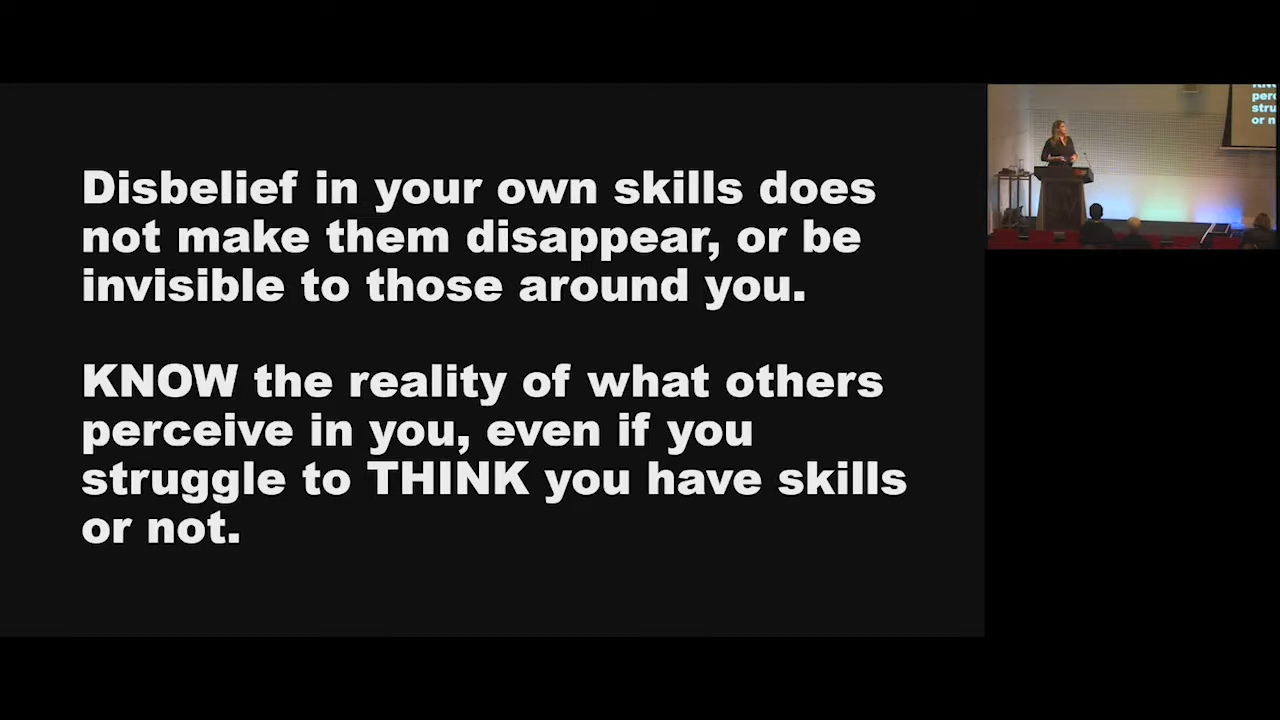 Disbelief in your own skills does
not make them disappear, or be
invisible to those around you.
KNOW the reality of what others
perceive in you, even if you
struggle to THINK you have skills
or not.